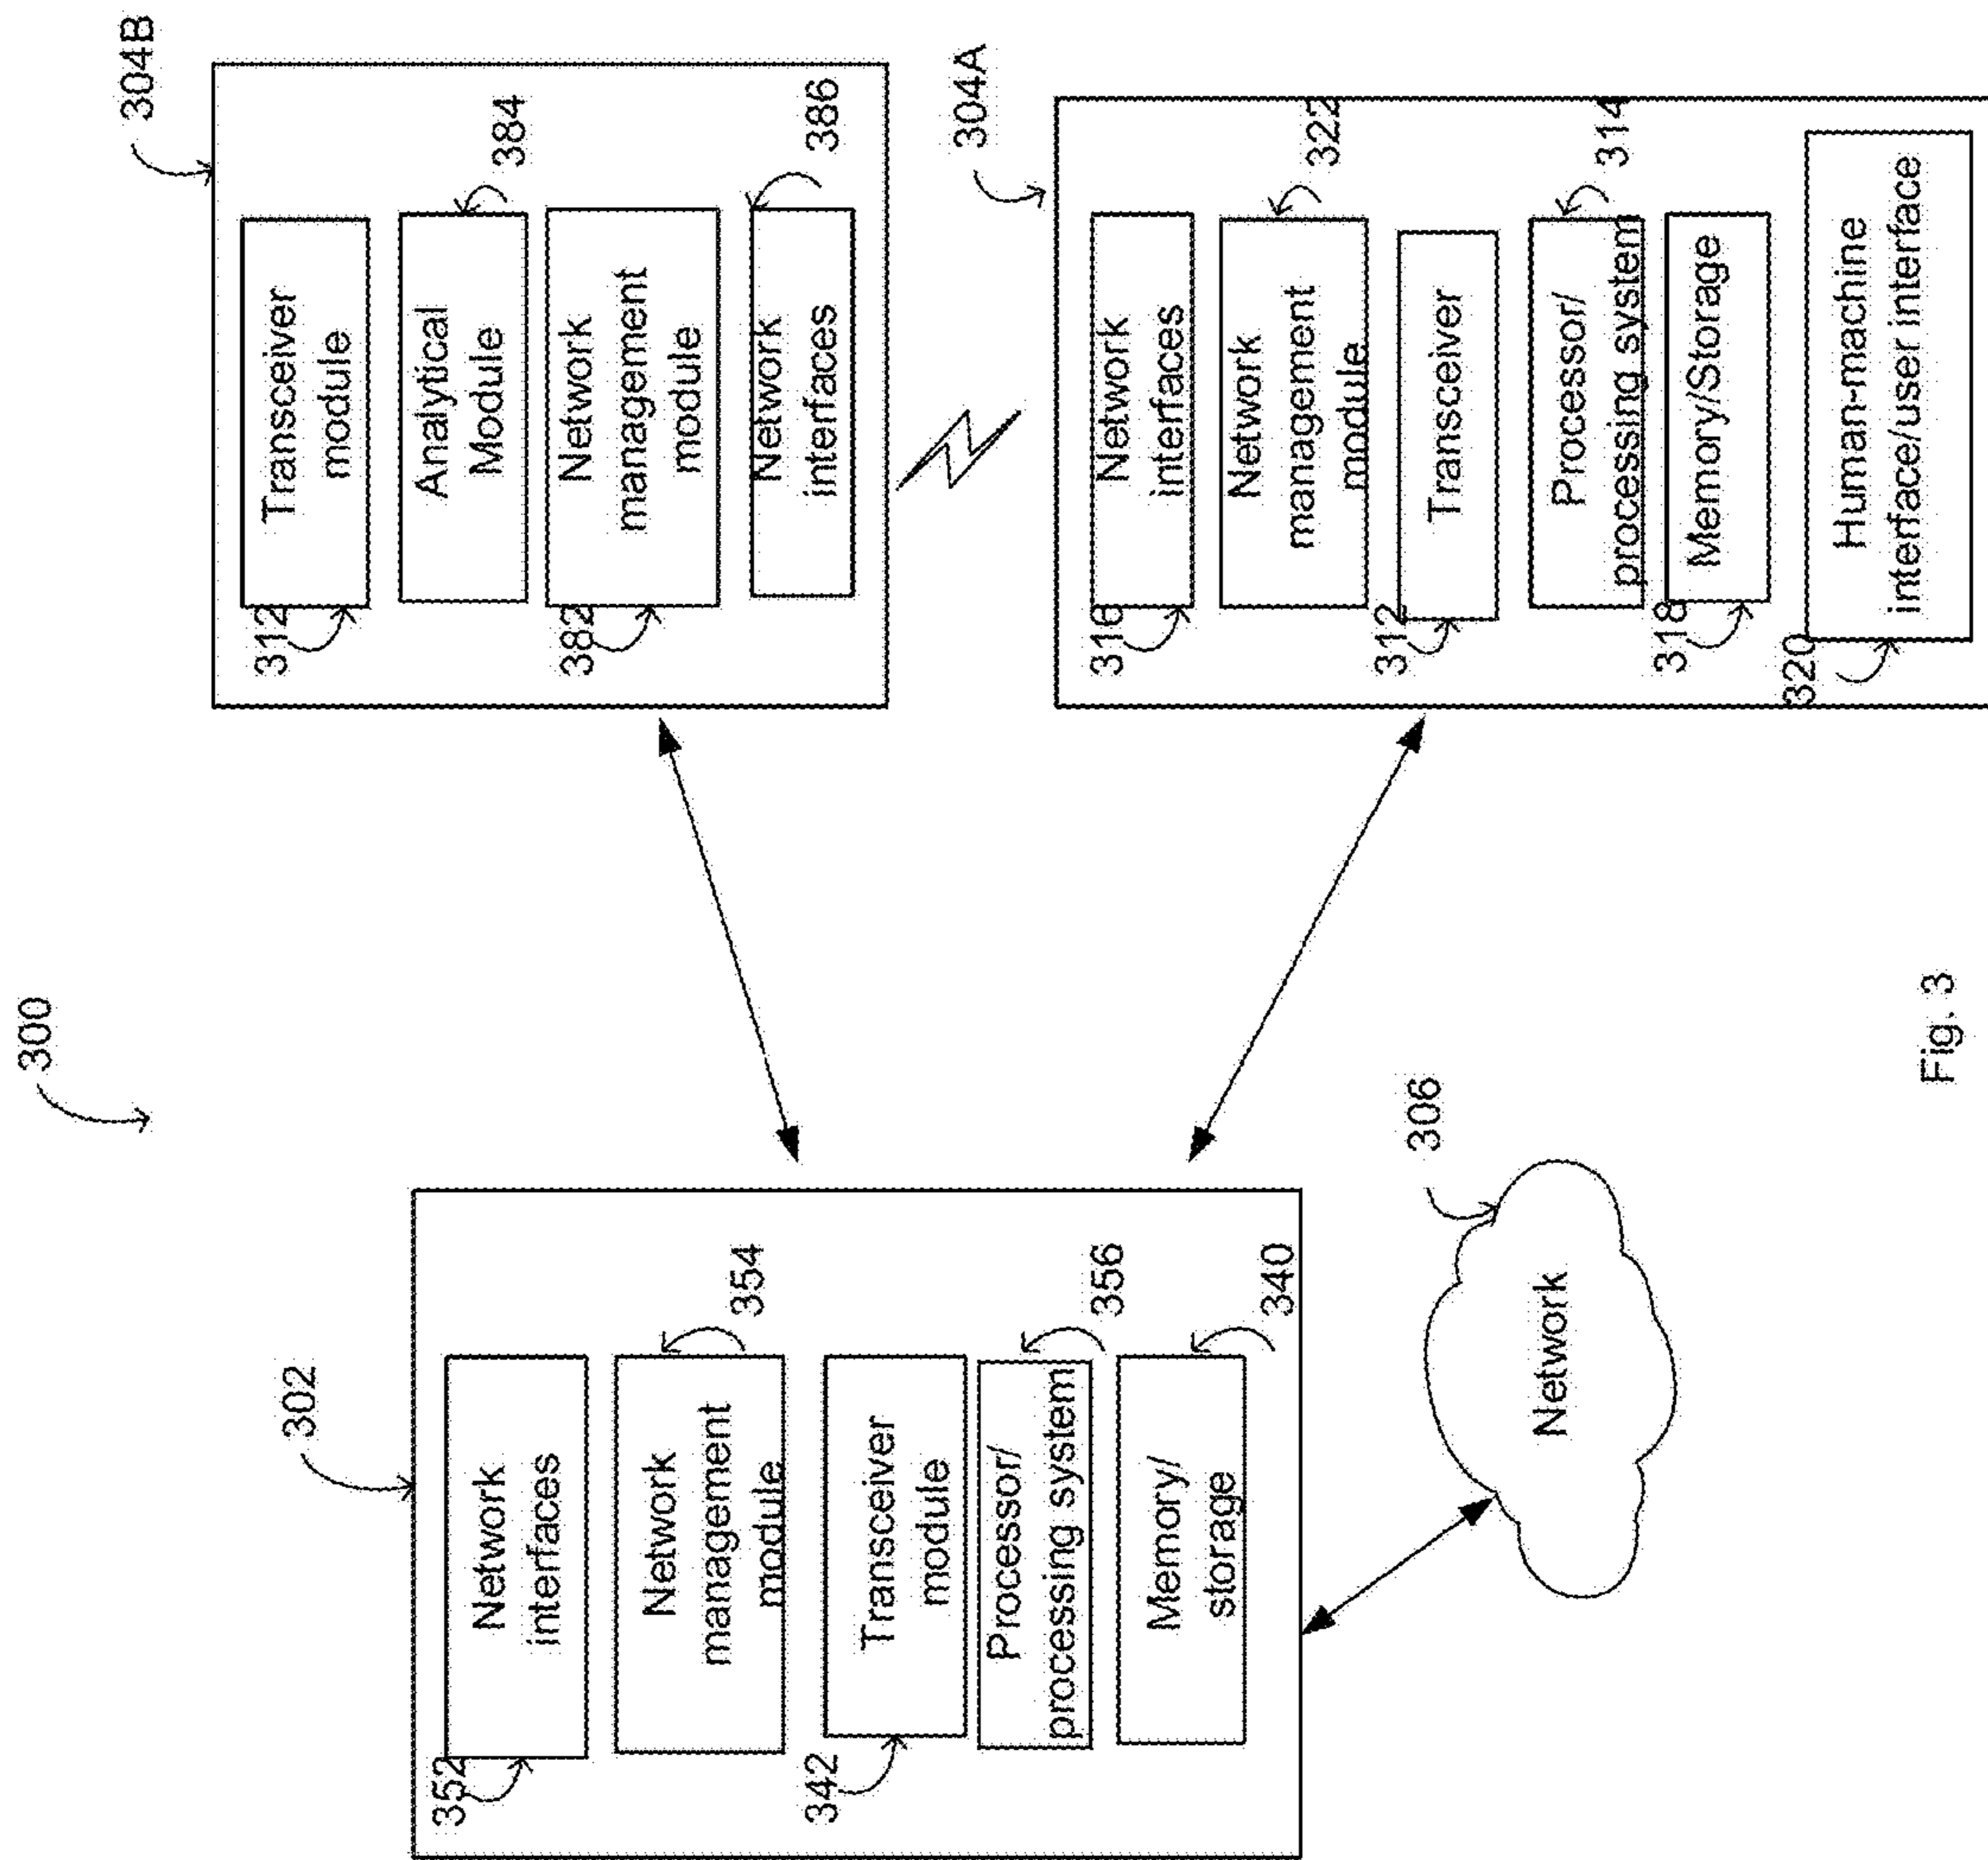 300
302
352
Network
interfaces
354
Network
management
module
342
Transceiver
module
356
Processor/
processing system
340
Memory/
storage
306
Network
304B
312
Transceiver
module
384
Analytical
Module
382
Network
management
module
386
Network
interfaces
304A
316
Network
interfaces
322
Network
management
module
312
Transceiver
314
Processor/
processing system
318
Memory/Storage
320
Human-machine
interface/user interface
Fig. 3